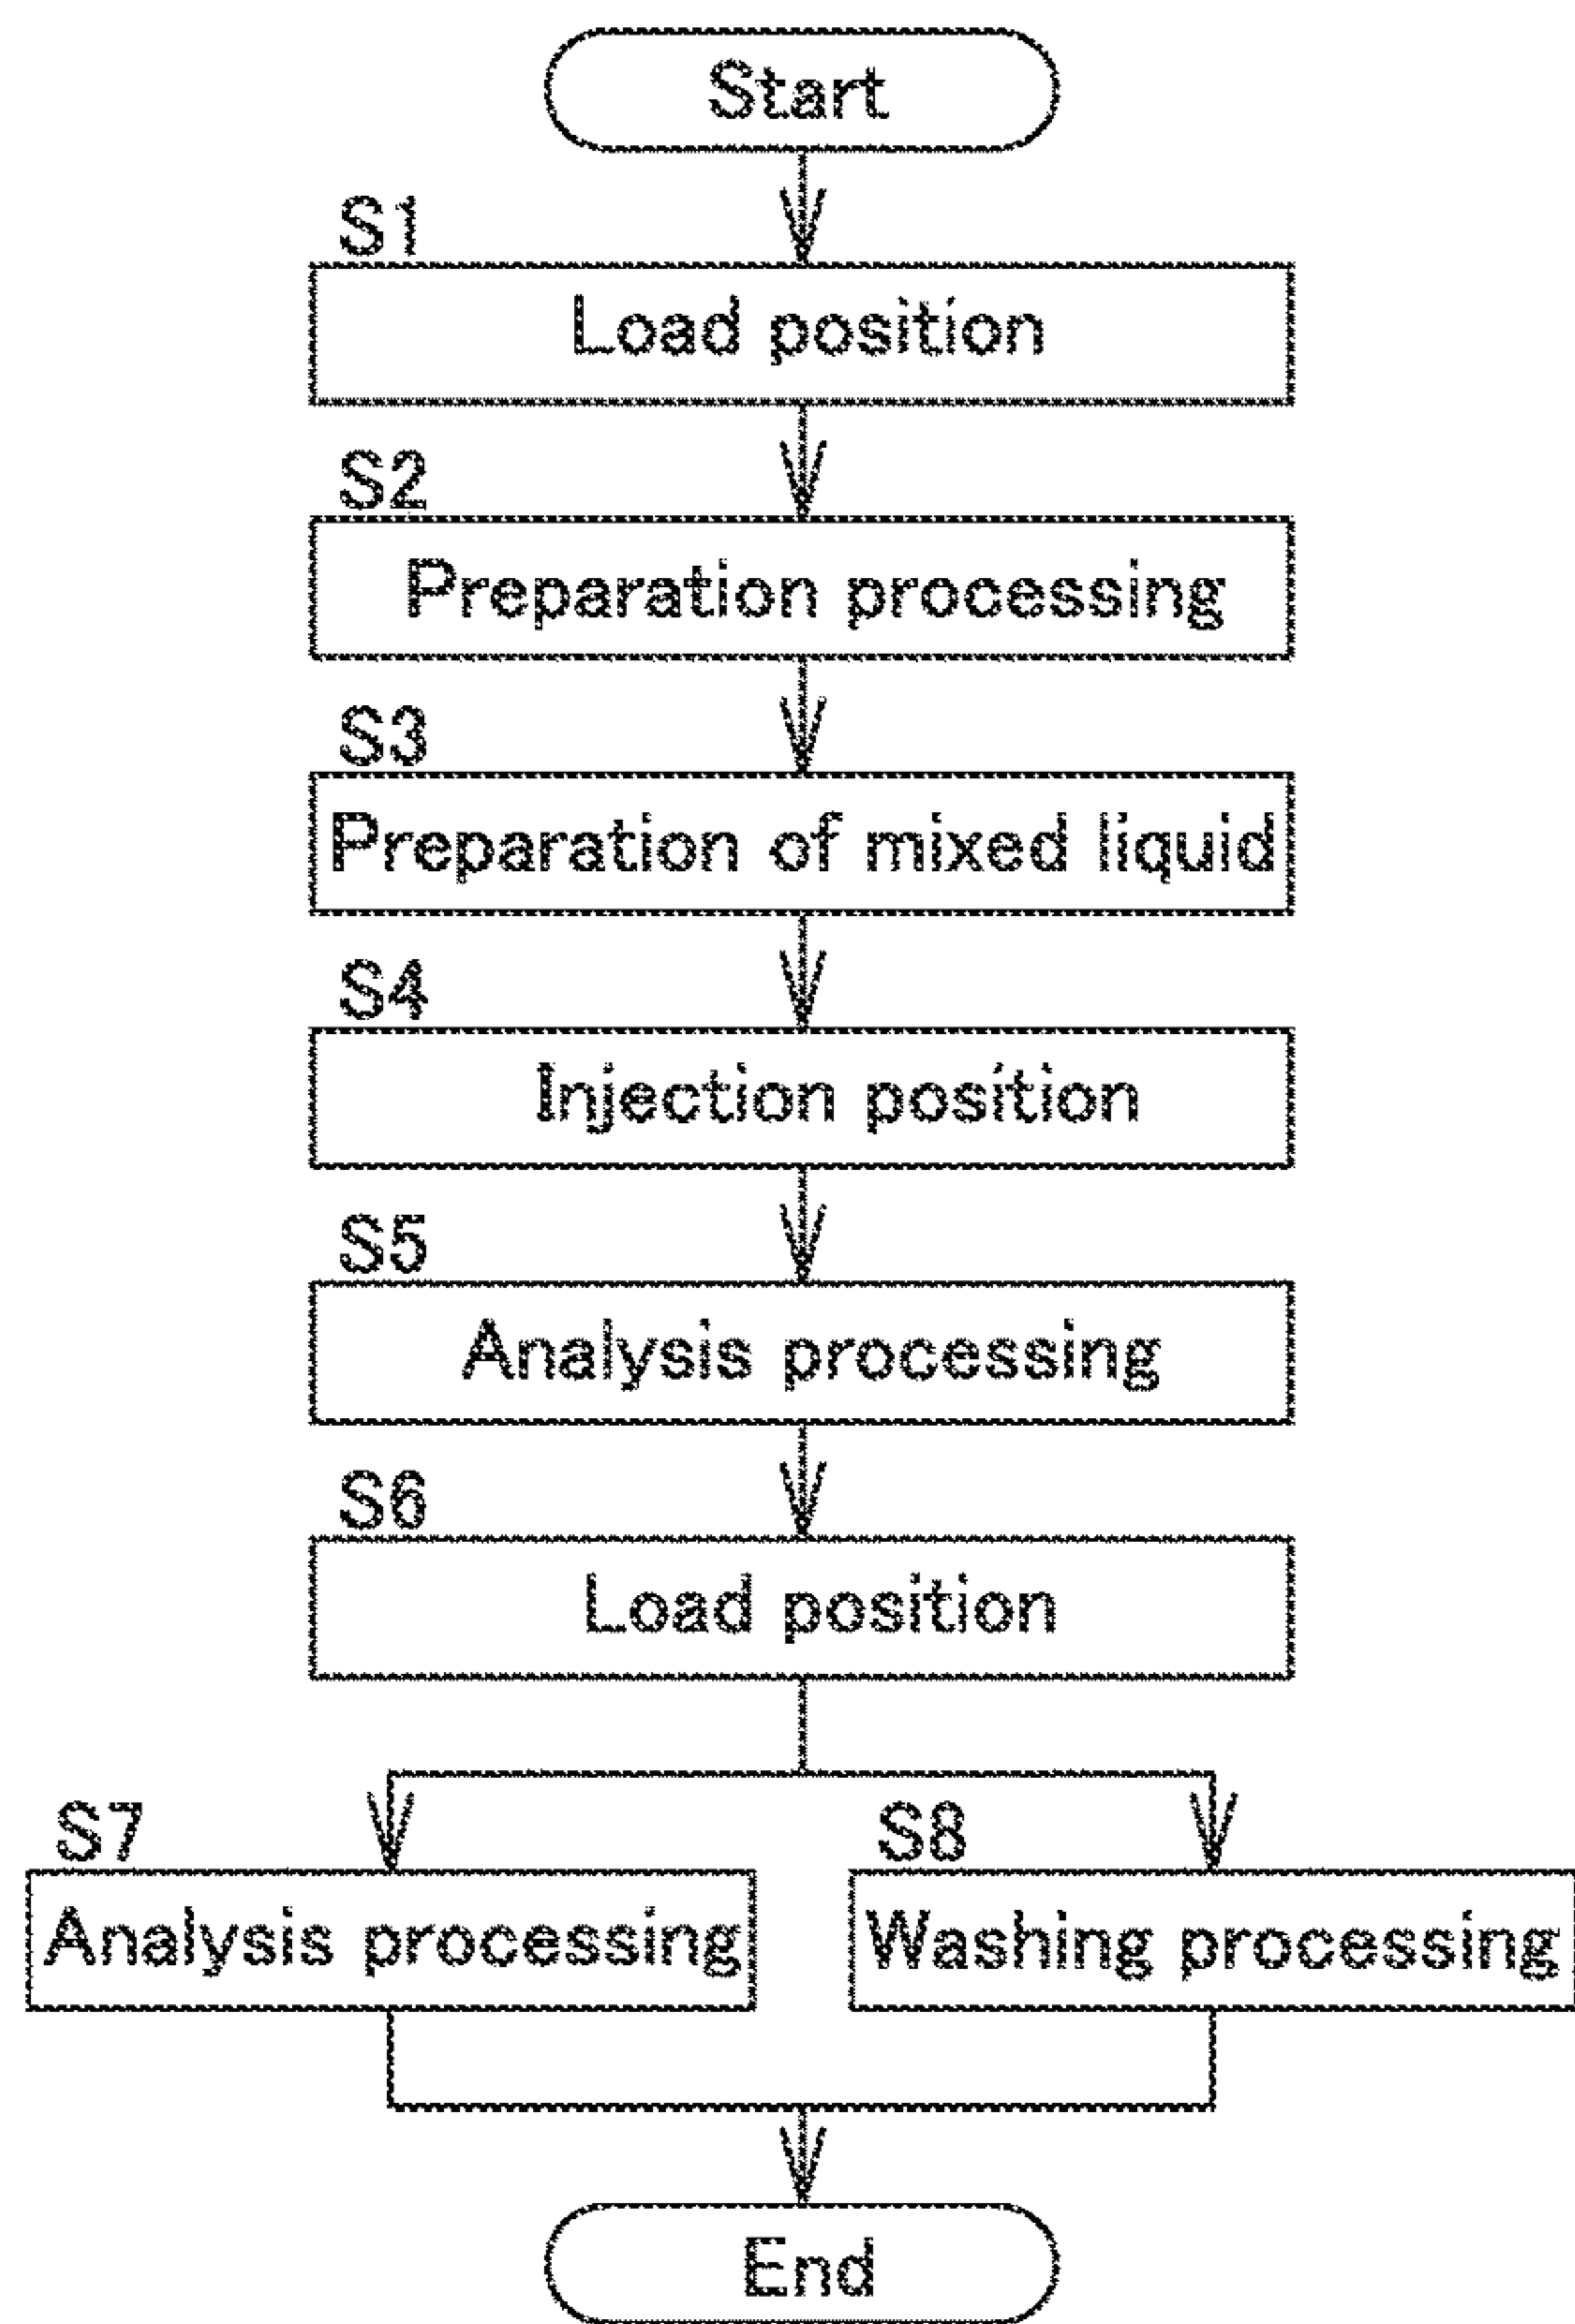 Start
S1
Load position
S2
Preparation processing
S3
Preparation of mixed liquid
S4
Injection position
S5
Analysis processing
S6
Load position
S7
Analysis processing
S8
Washing processing
End